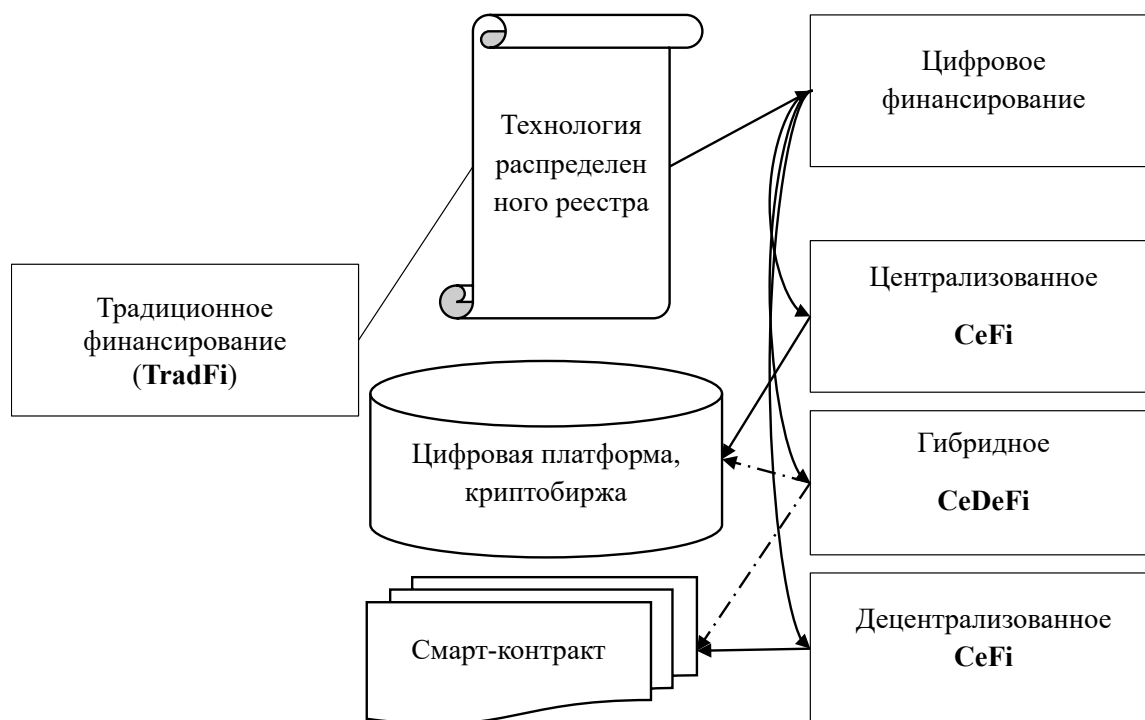 Традиционное
финансирование
(TradFi)
Технология
распределен
ного реестра
Цифровая платформа,
криптобиржа
Смарт-контракт
Цифровое
финансирование
Централизованное
CeFi
Гибридное
CeDeFi
Децентрализованное
CeFi